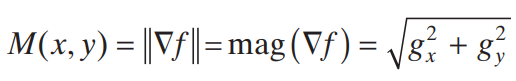 M(x, y) = ‖∇f‖ = mag(∇f) = √(g_x^2 + g_y^2)